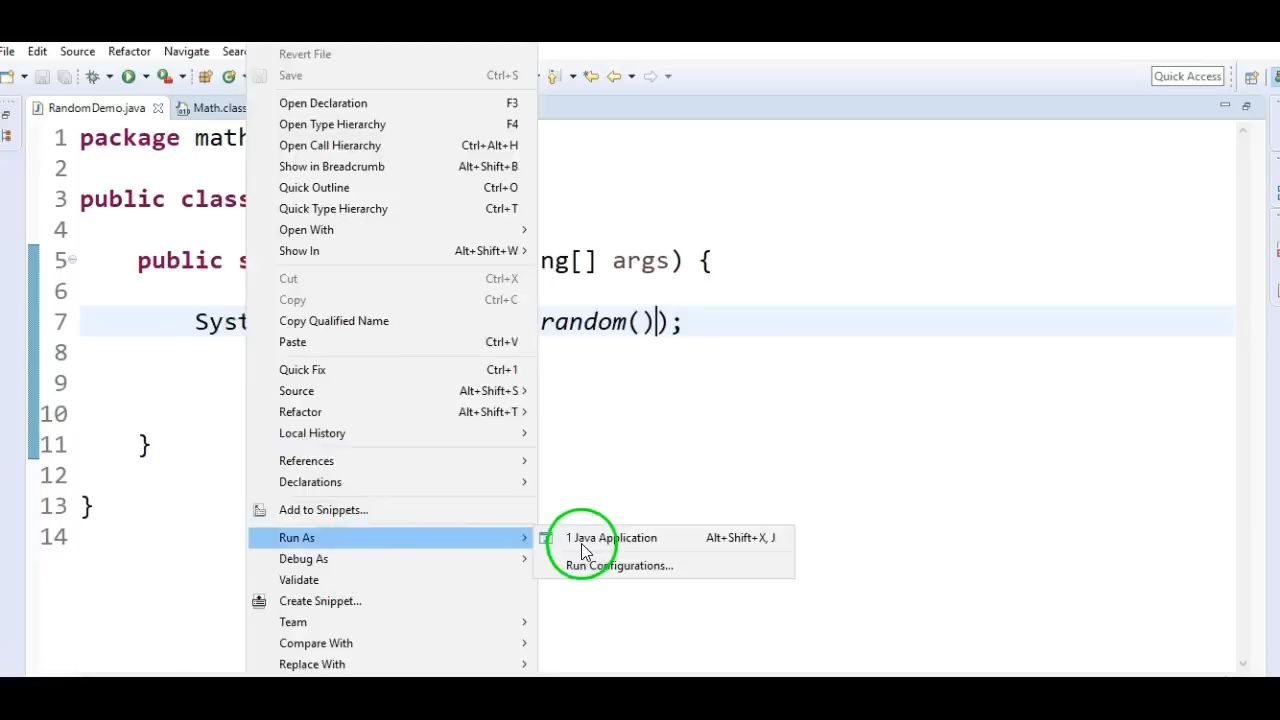 File Edit Source Refactor Navigate Sear
Quick Access
RandomDemo.java Math.class
1 package math
2
3 public class
4
5 public s ng[] args) {
6
7 Syst random());
8
9
10
11 }
12
13 }
14
Revert File
Save Ctrl+S
Open Declaration F3
Open Type Hierarchy F4
Open Call Hierarchy Ctrl+Alt+H
Show in Breadcrumb Alt+Shift+B
Quick Outline Ctrl+O
Quick Type Hierarchy Ctrl+T
Open With
Show In Alt+Shift+W
Cut Ctrl+X
Copy Ctrl+C
Copy Qualified Name
Paste Ctrl+V
Quick Fix Ctrl+1
Source Alt+Shift+S
Refactor Alt+Shift+T
Local History
References
Declarations
Add to Snippets...
Run As
Debug As
Validate
Create Snippet...
Team
Compare With
Replace With
1 Java Application Alt+Shift+X, J
Run Configurations...